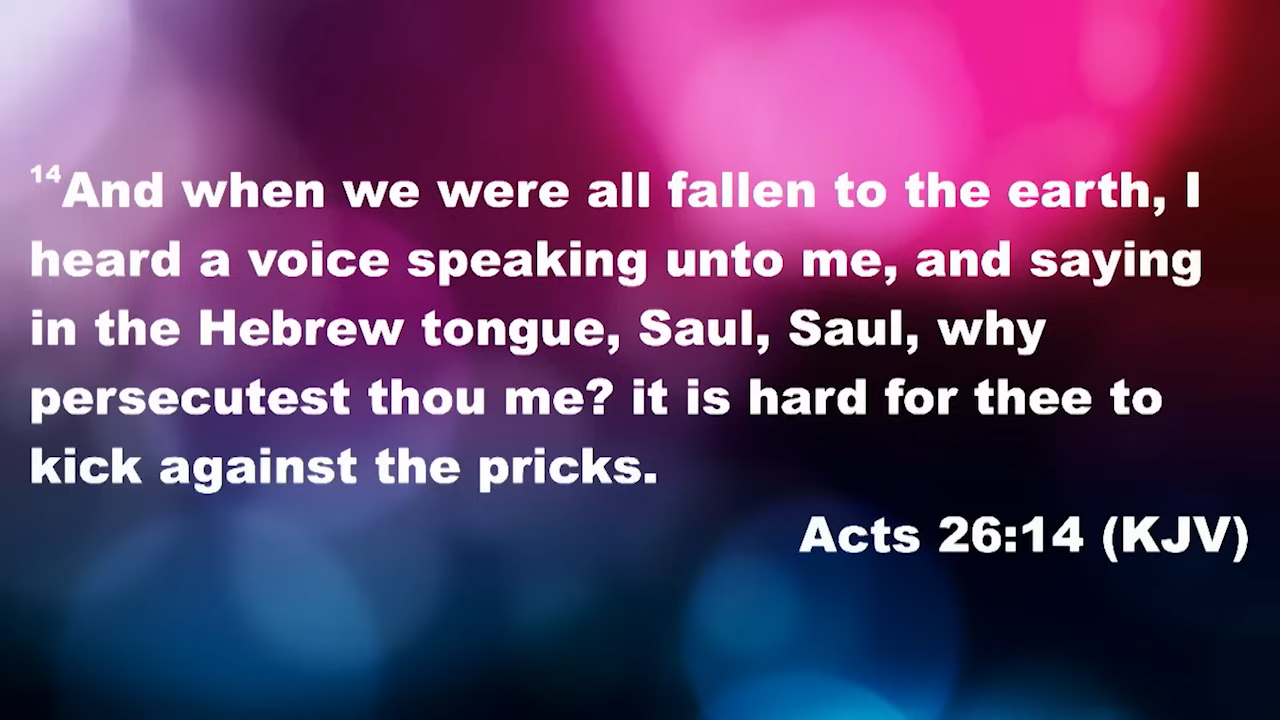 14And when we were all fallen to the earth, I
heard a voice speaking unto me, and saying
in the Hebrew tongue, Saul, Saul, why
persecutest thou me? it is hard for thee to
kick against the pricks.
Acts 26:14 (KJV)